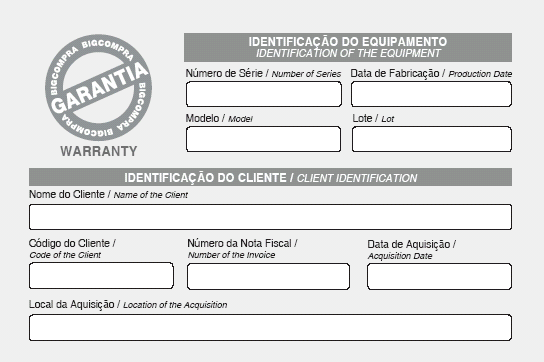 BIGCOMPRA BIGCOMPRA
GARANTIA
BIGCOMPRA BIGCOMPRA
WARRANTY
IDENTIFICAÇÃO DO EQUIPAMENTO
IDENTIFICATION OF THE EQUIPMENT
Número de Série / Number of Series Data de Fabricação / Production Date
Modelo / Model Lote / Lot
IDENTIFICAÇÃO DO CLIENTE / CLIENT IDENTIFICATION
Nome do Cliente / Name of the Client
Código do Cliente / Número da Nota Fiscal / Data de Aquisição /
Code of the Client Number of the Invoice Acquisition Date
Local da Aquisição / Location of the Acquisition